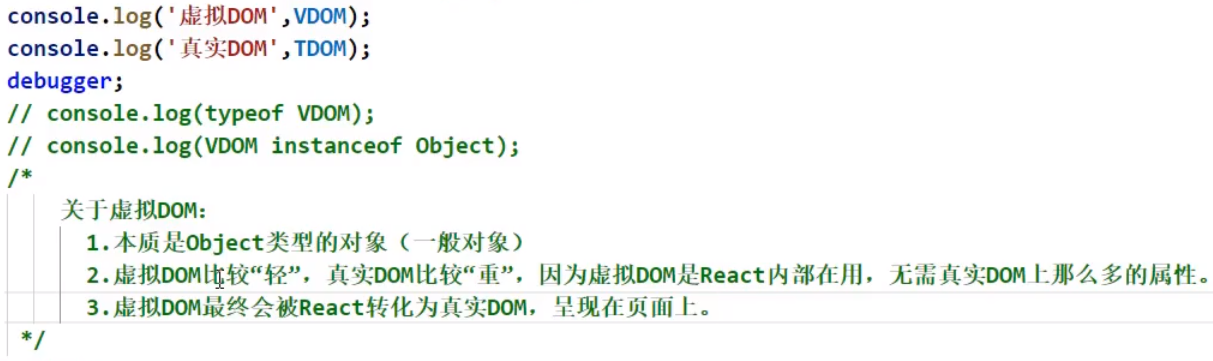 console.log('虚拟DOM',VDOM);
console.log('真实DOM',TDOM);
debugger;
// console.log(typeof VDOM);
// console.log(VDOM instanceof Object);
/*
关于虚拟DOM：
1.本质是Object类型的对象（一般对象）
2.虚拟DOM比较“轻”，真实DOM比较“重”，因为虚拟DOM是React内部在用，无需真实DOM上那么多的属性。
3.虚拟DOM最终会被React转化为真实DOM，呈现在页面上。
*/